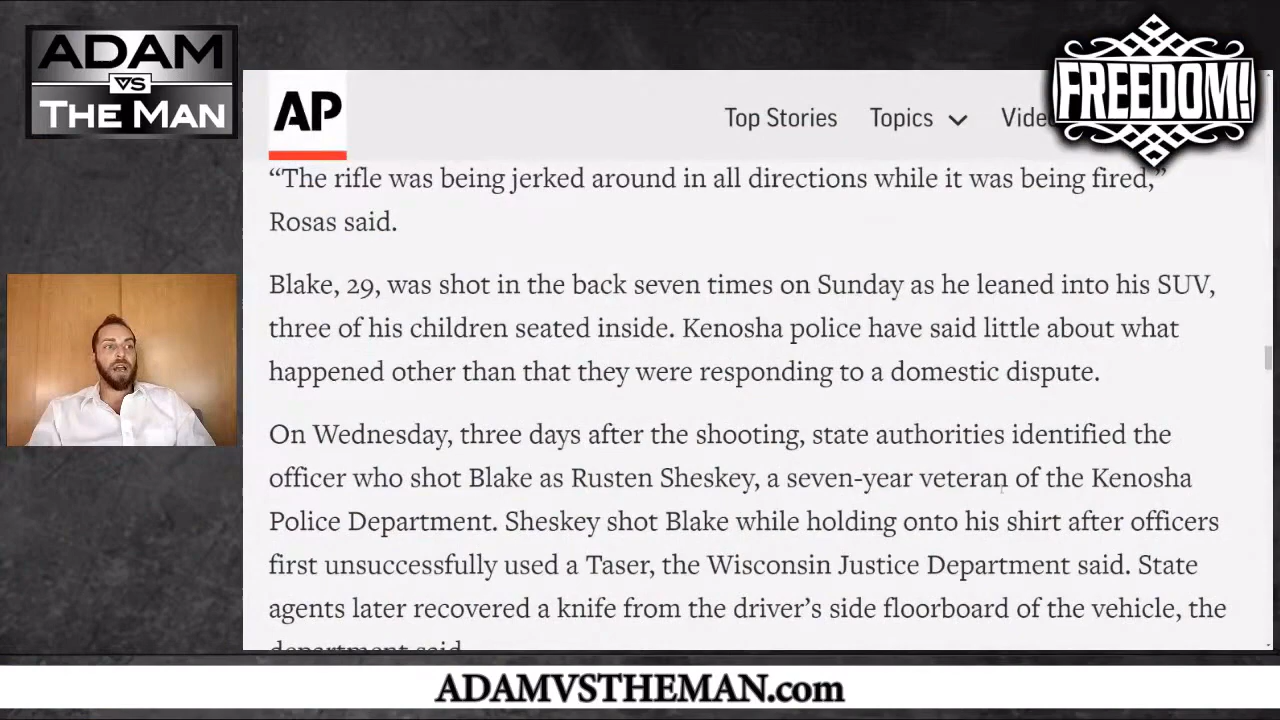 ADAM
VS
THE MAN
FREEDOM!
AP
Top Stories Topics Vide
“The rifle was being jerked around in all directions while it was being fired,”
Rosas said.
Blake, 29, was shot in the back seven times on Sunday as he leaned into his SUV,
three of his children seated inside. Kenosha police have said little about what
happened other than that they were responding to a domestic dispute.
On Wednesday, three days after the shooting, state authorities identified the
officer who shot Blake as Rusten Sheskey, a seven-year veteran of the Kenosha
Police Department. Sheskey shot Blake while holding onto his shirt after officers
first unsuccessfully used a Taser, the Wisconsin Justice Department said. State
agents later recovered a knife from the driver’s side floorboard of the vehicle, the
department said
ADAMVSTHEMAN.com